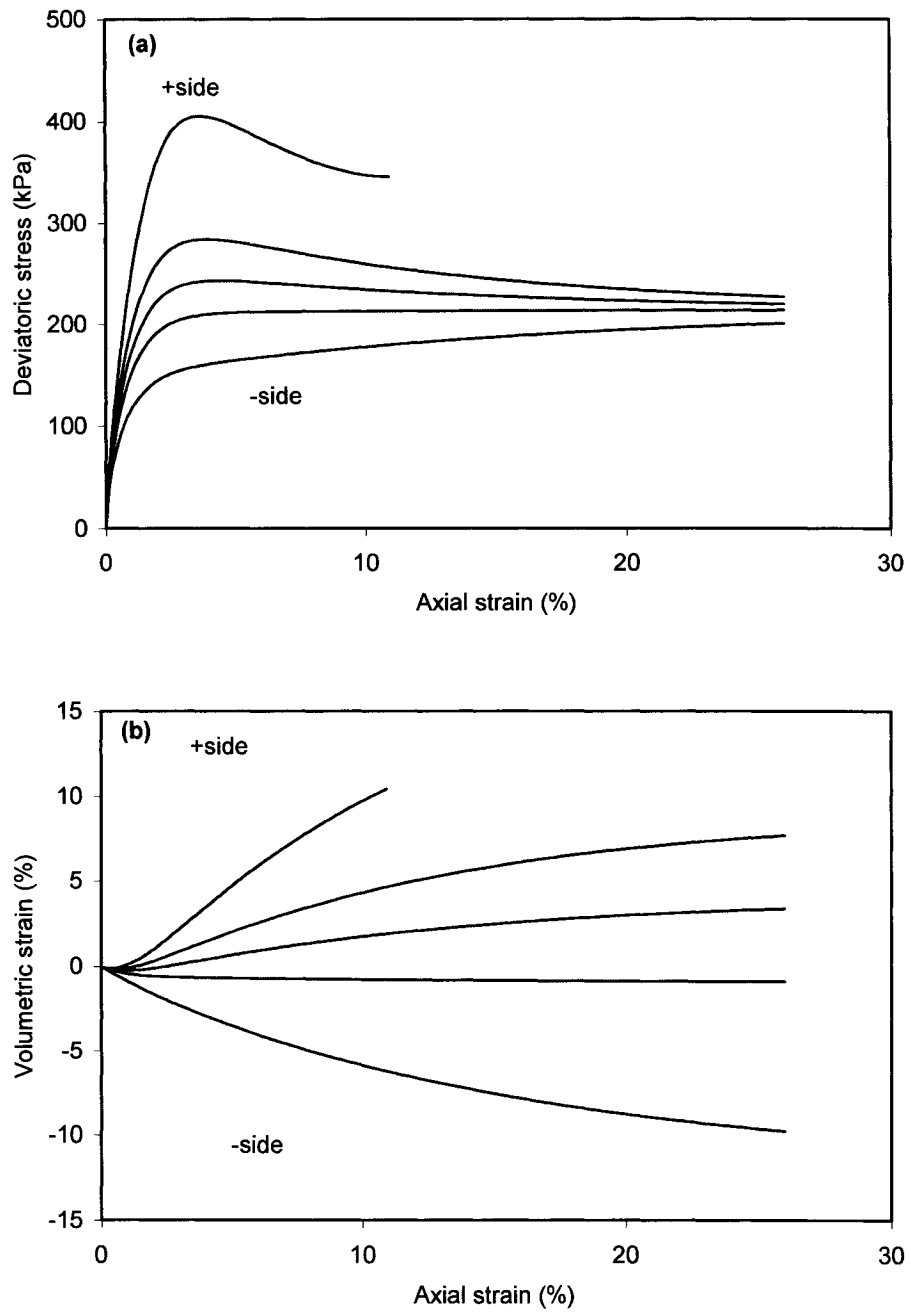 (a)
+side
-side
500
400
300
200
100
0
Deviatoric stress (kPa)
0 10 20 30
Axial strain (%)
(b)
+side
-side
15
10
5
0
-5
-10
-15
Volumetric strain (%)
0 10 20 30
Axial strain (%)